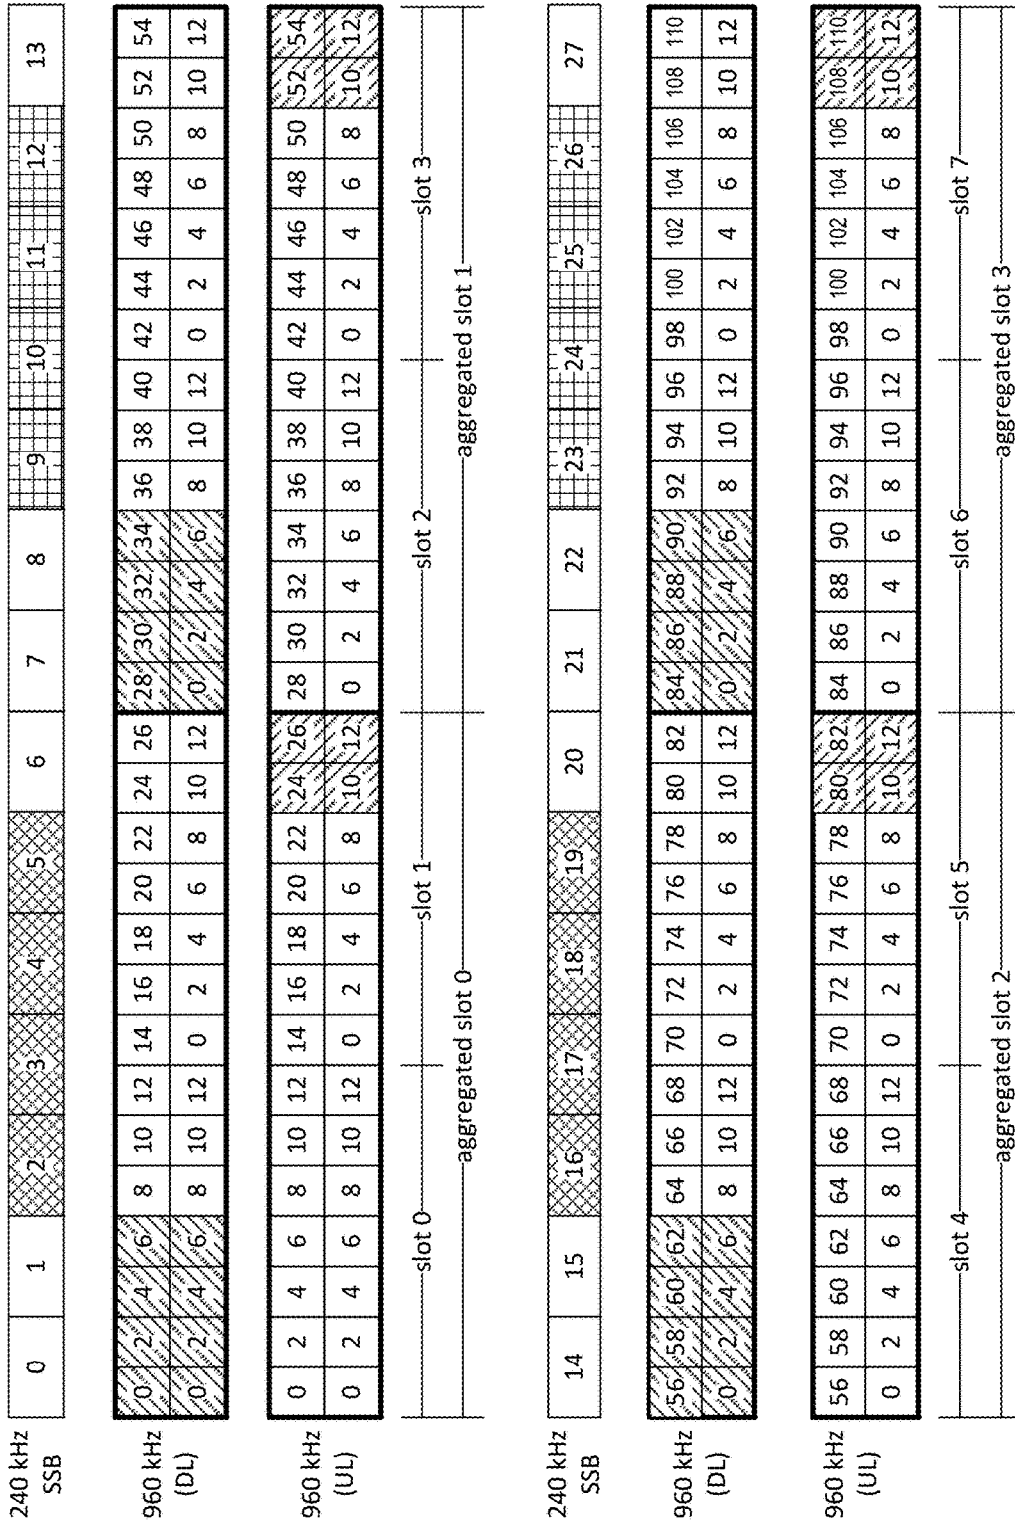 240 kHz SSB 0 1 2 3 4 5 6 7 8 9 10 11 12 13
960 kHz (DL) 0 2 4 6 8 10 12 14 16 18 20 22 24 26 28 30 32 34 36 38 40 42 44 46 48 50 52 54
0 2 4 6 8 10 12 0 2 4 6 8 10 12 0 2 4 6 8 10 12 0 2 4 6 8 10 12
960 kHz (UL) 0 2 4 6 8 10 12 14 16 18 20 22 24 26 28 30 32 34 36 38 40 42 44 46 48 50 52 54
0 2 4 6 8 10 12 0 2 4 6 8 10 12 0 2 4 6 8 10 12 0 2 4 6 8 10 12
slot 0 slot 1 slot 2 slot 3
aggregated slot 0 aggregated slot 1
240 kHz SSB 14 15 16 17 18 19 20 21 22 23 24 25 26 27
960 kHz (DL) 56 58 60 62 64 66 68 70 72 74 76 78 80 82 84 86 88 90 92 94 96 98 100 102 104 106 108 110
0 2 4 6 8 10 12 0 2 4 6 8 10 12 0 2 4 6 8 10 12 0 2 4 6 8 10 12
960 kHz (UL) 56 58 60 62 64 66 68 70 72 74 76 78 80 82 84 86 88 90 92 94 96 98 100 102 104 106 108 110
0 2 4 6 8 10 12 0 2 4 6 8 10 12 0 2 4 6 8 10 12 0 2 4 6 8 10 12
slot 4 slot 5 slot 6 slot 7
aggregated slot 2 aggregated slot 3